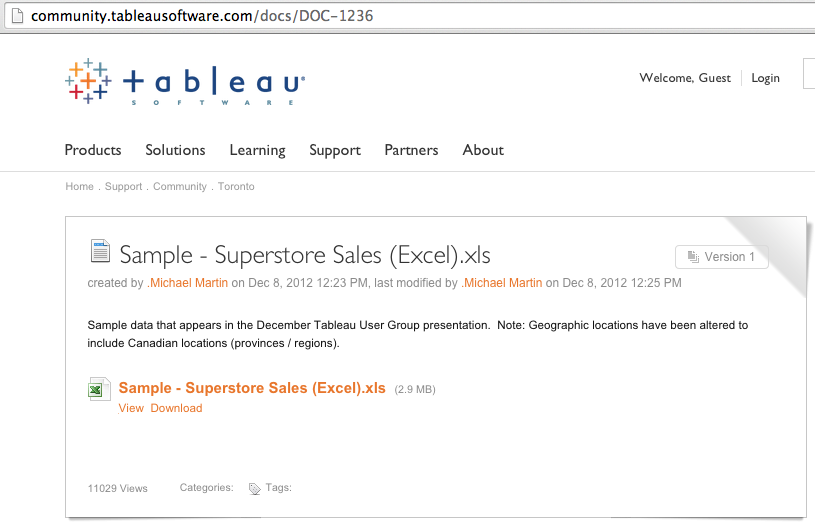 community.tableausoftware.com/docs/DOC-1236
tableau
SOFTWARE
Welcome, Guest Login
Products Solutions Learning Support Partners About
Home . Support . Community . Toronto
Sample - Superstore Sales (Excel).xls
Version 1
created by .Michael Martin on Dec 8, 2012 12:23 PM, last modified by .Michael Martin on Dec 8, 2012 12:25 PM
Sample data that appears in the December Tableau User Group presentation.  Note: Geographic locations have been altered to
include Canadian locations (provinces / regions).
Sample - Superstore Sales (Excel).xls (2.9 MB)
View Download
11029 Views Categories: Tags: